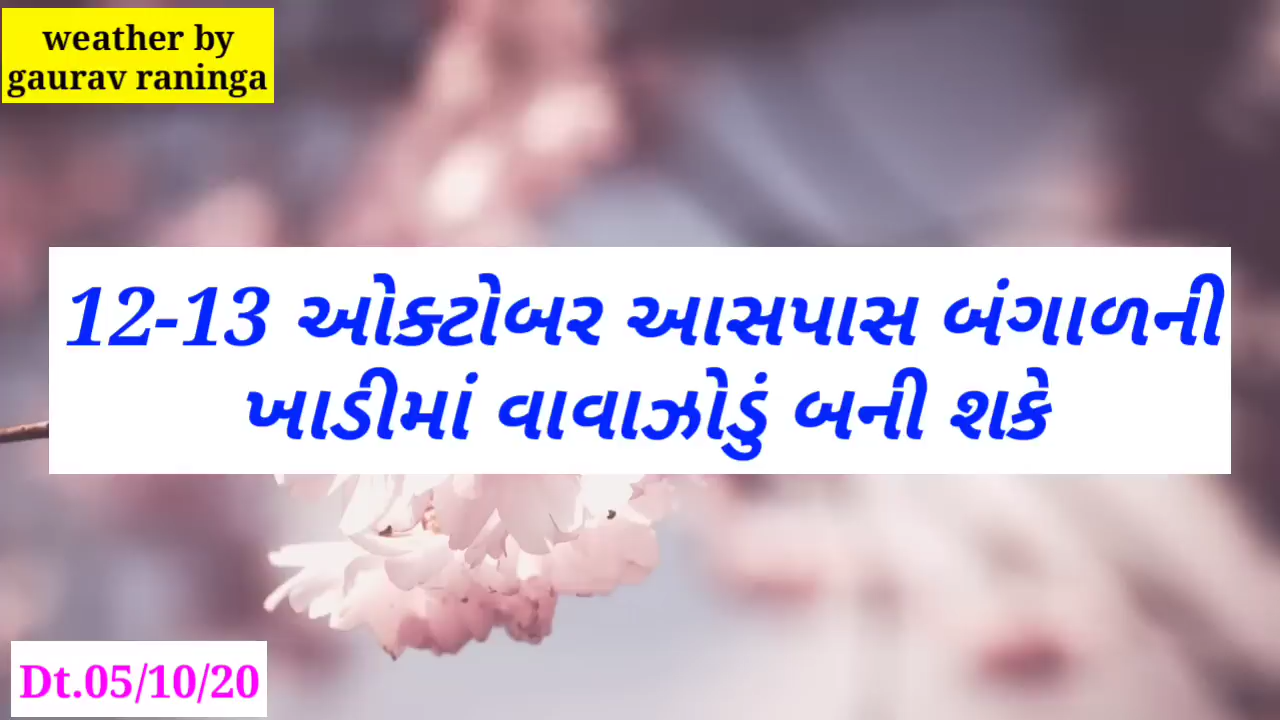 weather by
gaurav raninga
12-13 ઓક્ટોબર આસપાસ બંગાળની
ખાડીમાં વાવાઝોડું બની શકે
Dt.05/10/20